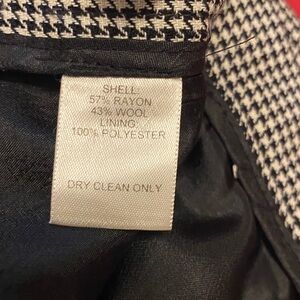 SHELL:
57% RAYON
43% WOOL
LINING:
100% POLYESTER
DRY CLEAN ONLY